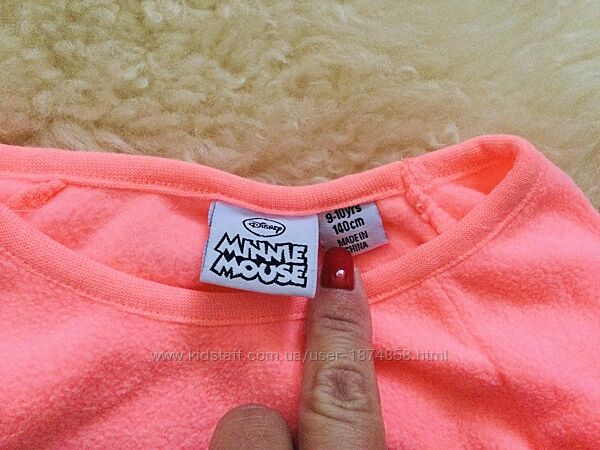 Disney
MINNIE
MOUSE
9-10yrs
140cm
MADE IN
CHINA
www.kidstaff.com.ua/user-1874858.html